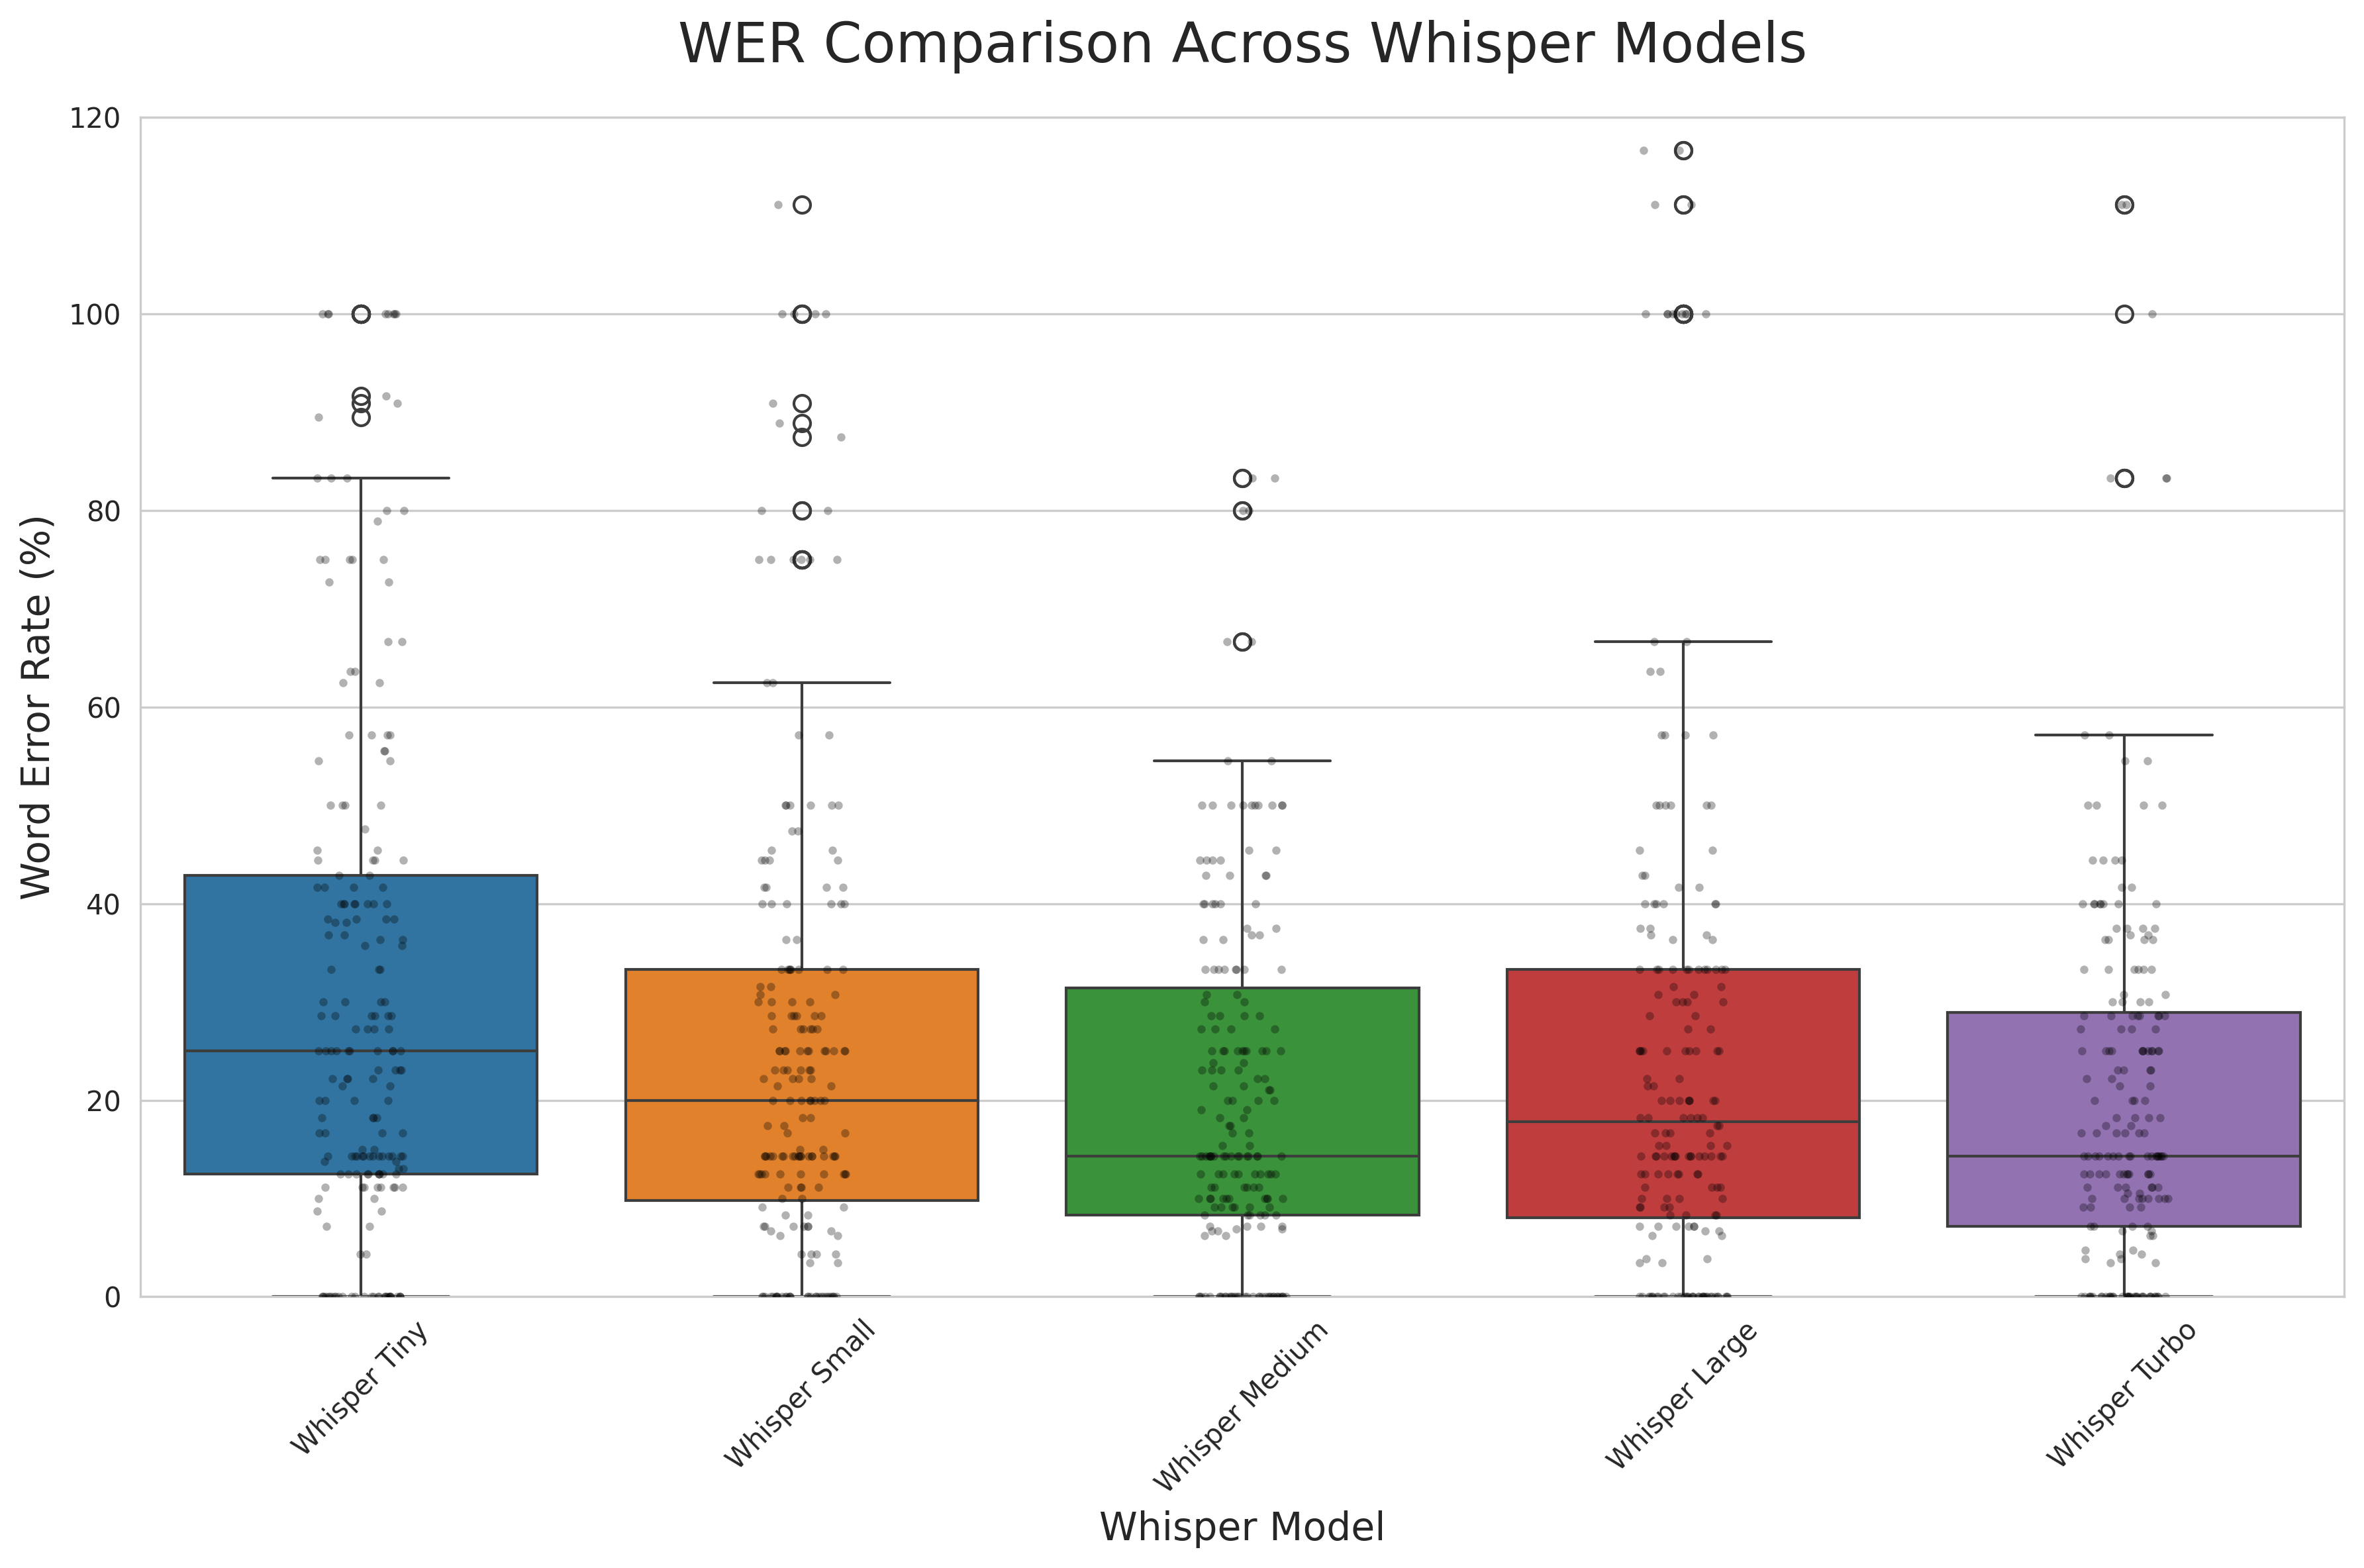 WER Comparison Across Whisper Models
Word Error Rate (%)
120
100
80
60
40
20
0
Whisper Tiny
Whisper Small
Whisper Medium
Whisper Large
Whisper Turbo
Whisper Model